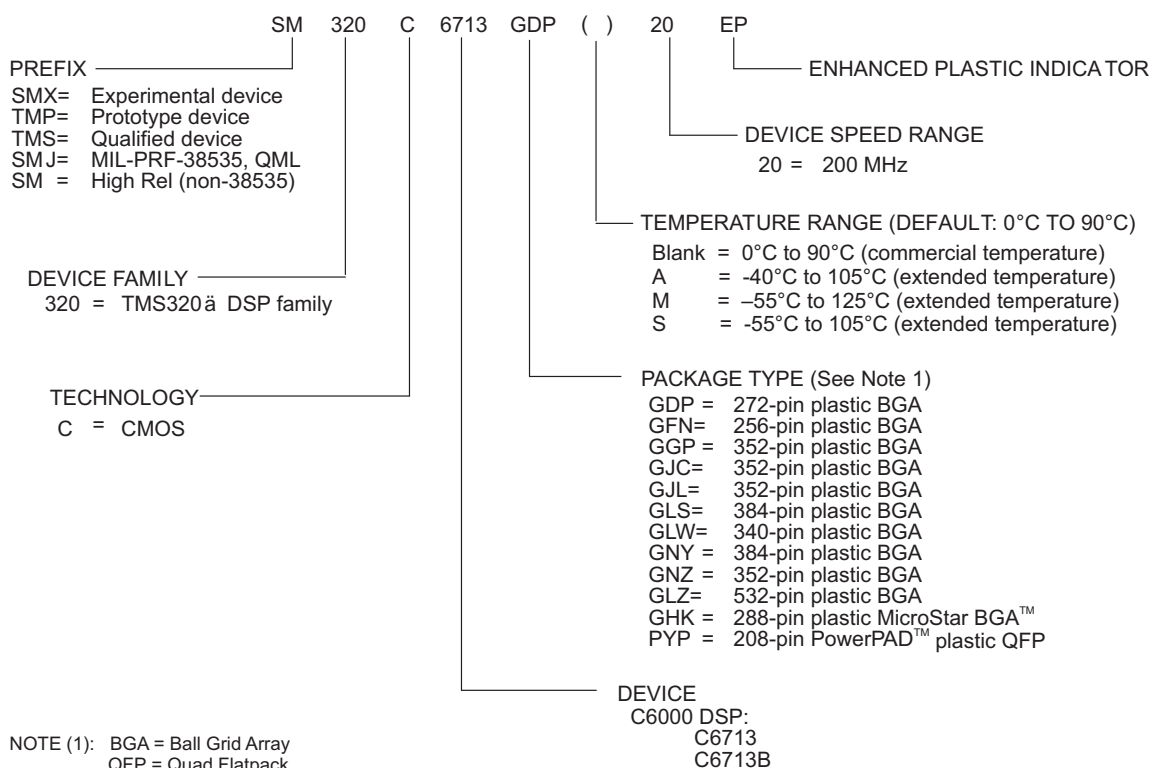 SM 320 C 6713 GDP ( ) 20 EP
PREFIX
SMX= Experimental device
TMP= Prototype device
TMS= Qualified device
SMJ= MIL-PRF-38535, QML
SM = High Rel (non-38535)
ENHANCED PLASTIC INDICATOR
DEVICE SPEED RANGE
20 = 200 MHz
TEMPERATURE RANGE (DEFAULT: 0°C TO 90°C)
Blank = 0°C to 90°C (commercial temperature)
A = -40°C to 105°C (extended temperature)
M = –55°C to 125°C (extended temperature)
S = -55°C to 105°C (extended temperature)
DEVICE FAMILY
320 = TMS320ä DSP family
TECHNOLOGY
C = CMOS
PACKAGE TYPE (See Note 1)
GDP = 272-pin plastic BGA
GFN= 256-pin plastic BGA
GGP = 352-pin plastic BGA
GJC= 352-pin plastic BGA
GJL= 352-pin plastic BGA
GLS= 384-pin plastic BGA
GLW= 340-pin plastic BGA
GNY = 384-pin plastic BGA
GNZ = 352-pin plastic BGA
GLZ= 532-pin plastic BGA
GHK = 288-pin plastic MicroStar BGA™
PYP = 208-pin PowerPAD™ plastic QFP
DEVICE
C6000 DSP:
C6713
C6713B
NOTE (1): BGA = Ball Grid Array
QFP = Quad Flatpack